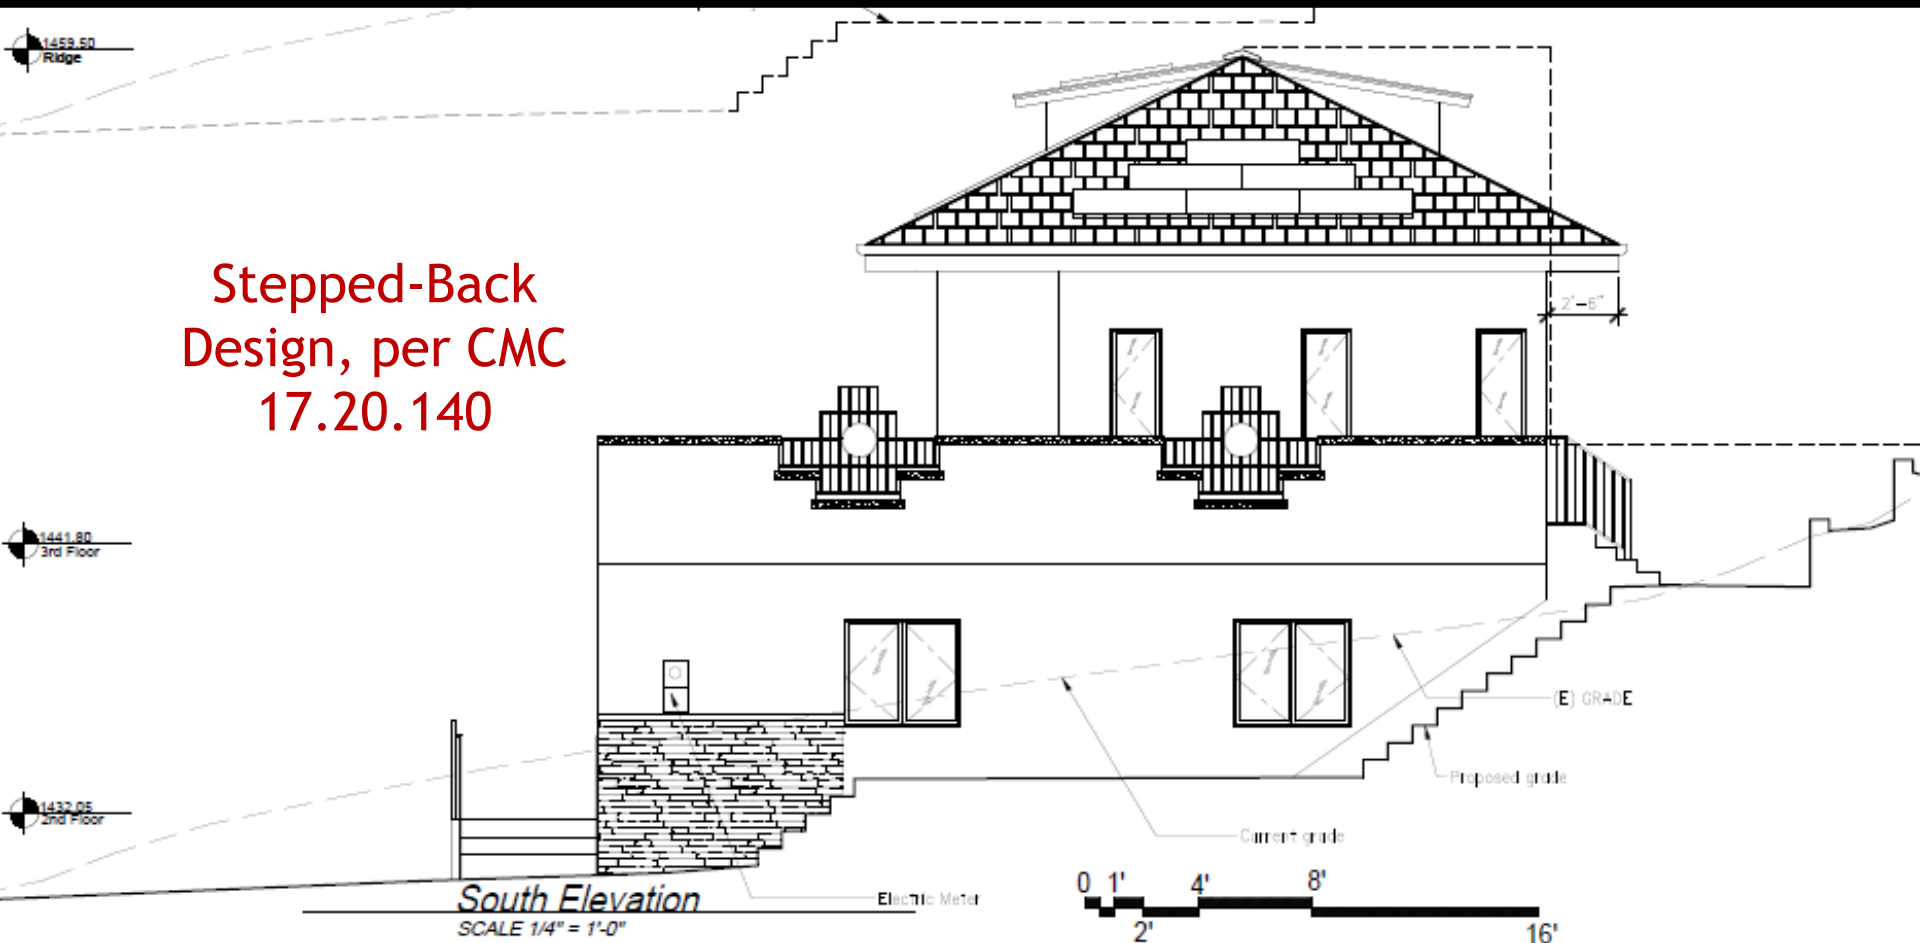 1459.50
Ridge
Stepped-Back
Design, per CMC
17.20.140
2'-6"
1441.80
3rd Floor
(E) GRADE
Proposed grade
1432.05
2nd Floor
Current grade
Electric Meter
South Elevation
SCALE 1/4" = 1'-0"
0 1' 4' 8'
2' 16'